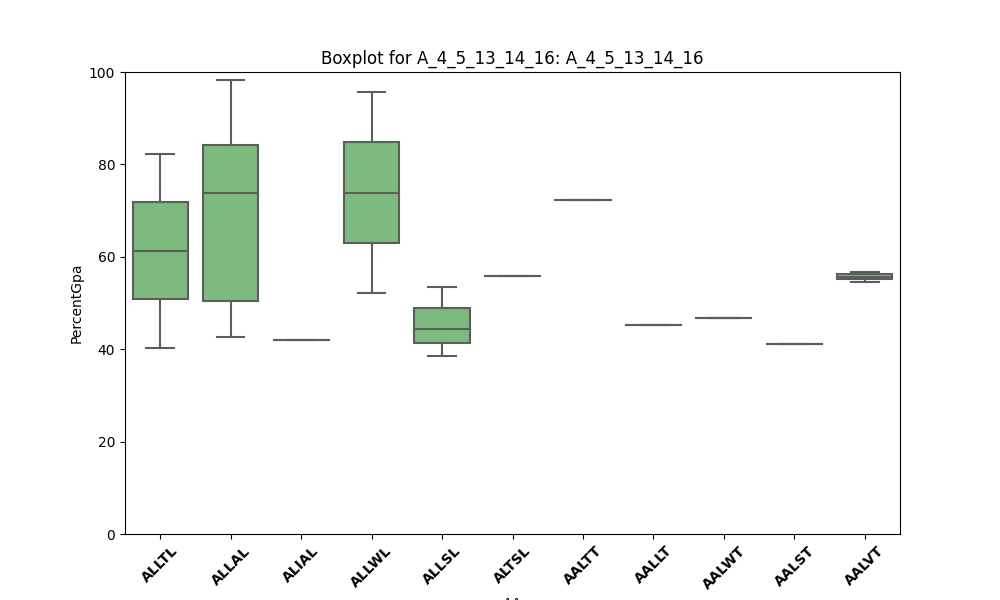 Boxplot for A_4_5_13_14_16: A_4_5_13_14_16
100
80
60
40
20
0
PercentGpa
ALLTL
ALLAL
ALIAL
ALLWL
ALLSL
ALTSL
AALTT
AALLT
AALWT
AALST
AALVT